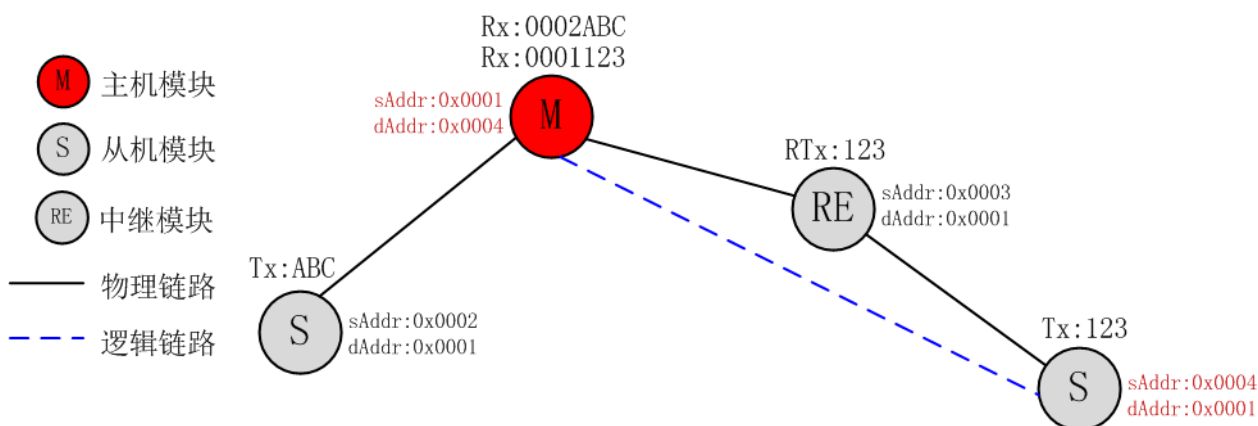 Rx:0002ABC
Rx:0001123
M
主机模块
S
从机模块
RE
中继模块
物理链路
逻辑链路
sAddr:0x0001
dAddr:0x0004
M
RTx:123
RE
sAddr:0x0003
dAddr:0x0001
Tx:ABC
S
sAddr:0x0002
dAddr:0x0001
Tx:123
S
sAddr:0x0004
dAddr:0x0001